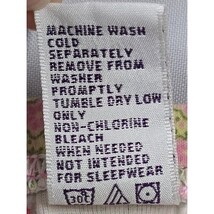 MACHINE WASH
COLD
SEPARATELY
REMOVE FROM
WASHER
PROMPTLY
TUMBLE DRY LOW
ONLY
NON-CHLORINE
BLEACH
WHEN NEEDED
NOT INTENDED
FOR SLEEPWEAR
30